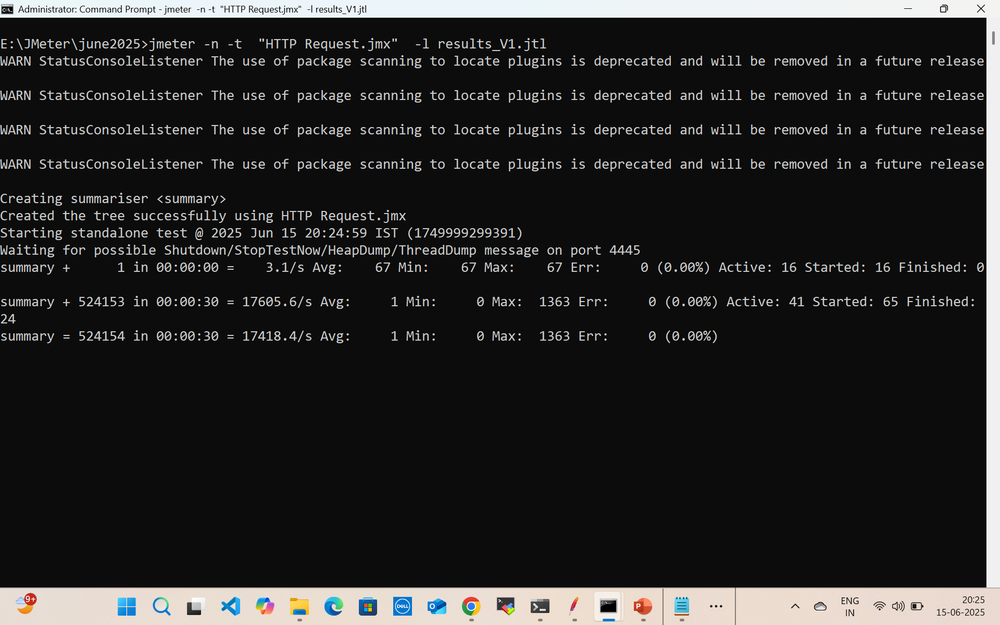 Administrator: Command Prompt - jmeter -n -t "HTTP Request.jmx" -l results_V1.jtl
E:\JMeter\june2025>jmeter -n -t  "HTTP Request.jmx"  -l results_V1.jtl
WARN StatusConsoleListener The use of package scanning to locate plugins is deprecated and will be removed in a future release
WARN StatusConsoleListener The use of package scanning to locate plugins is deprecated and will be removed in a future release
WARN StatusConsoleListener The use of package scanning to locate plugins is deprecated and will be removed in a future release
WARN StatusConsoleListener The use of package scanning to locate plugins is deprecated and will be removed in a future release
Creating summariser <summary>
Created the tree successfully using HTTP Request.jmx
Starting standalone test @ 2025 Jun 15 20:24:59 IST (1749999299391)
Waiting for possible Shutdown/StopTestNow/HeapDump/ThreadDump message on port 4445
summary +      1 in 00:00:00 =    3.1/s Avg:    67 Min:    67 Max:    67 Err:     0 (0.00%) Active: 16 Started: 16 Finished: 0
summary + 524153 in 00:00:30 = 17605.6/s Avg:     1 Min:     0 Max:  1363 Err:     0 (0.00%) Active: 41 Started: 65 Finished:
24
summary = 524154 in 00:00:30 = 17418.4/s Avg:     1 Min:     0 Max:  1363 Err:     0 (0.00%)
9+
DELL
ENG
IN
20:25
15-06-2025